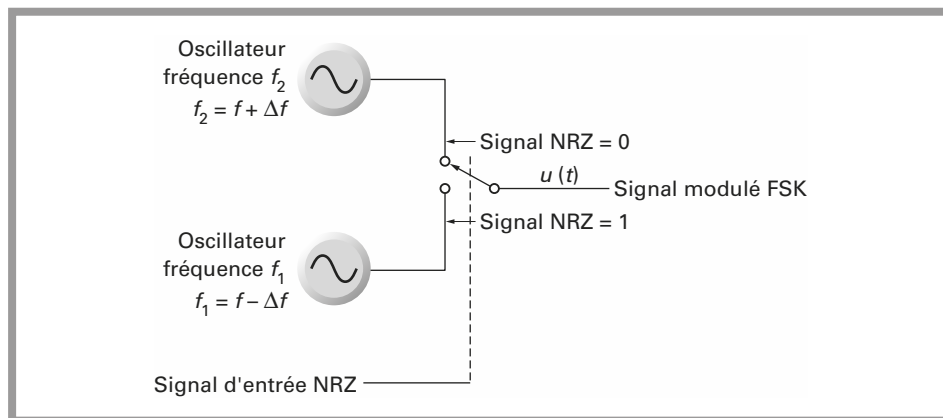 Oscillateur
fréquence f₂
f₂ = f + Δf
Signal NRZ = 0
u (t)
Signal modulé FSK
Signal NRZ = 1
Oscillateur
fréquence f₁
f₁ = f – Δf
Signal d'entrée NRZ